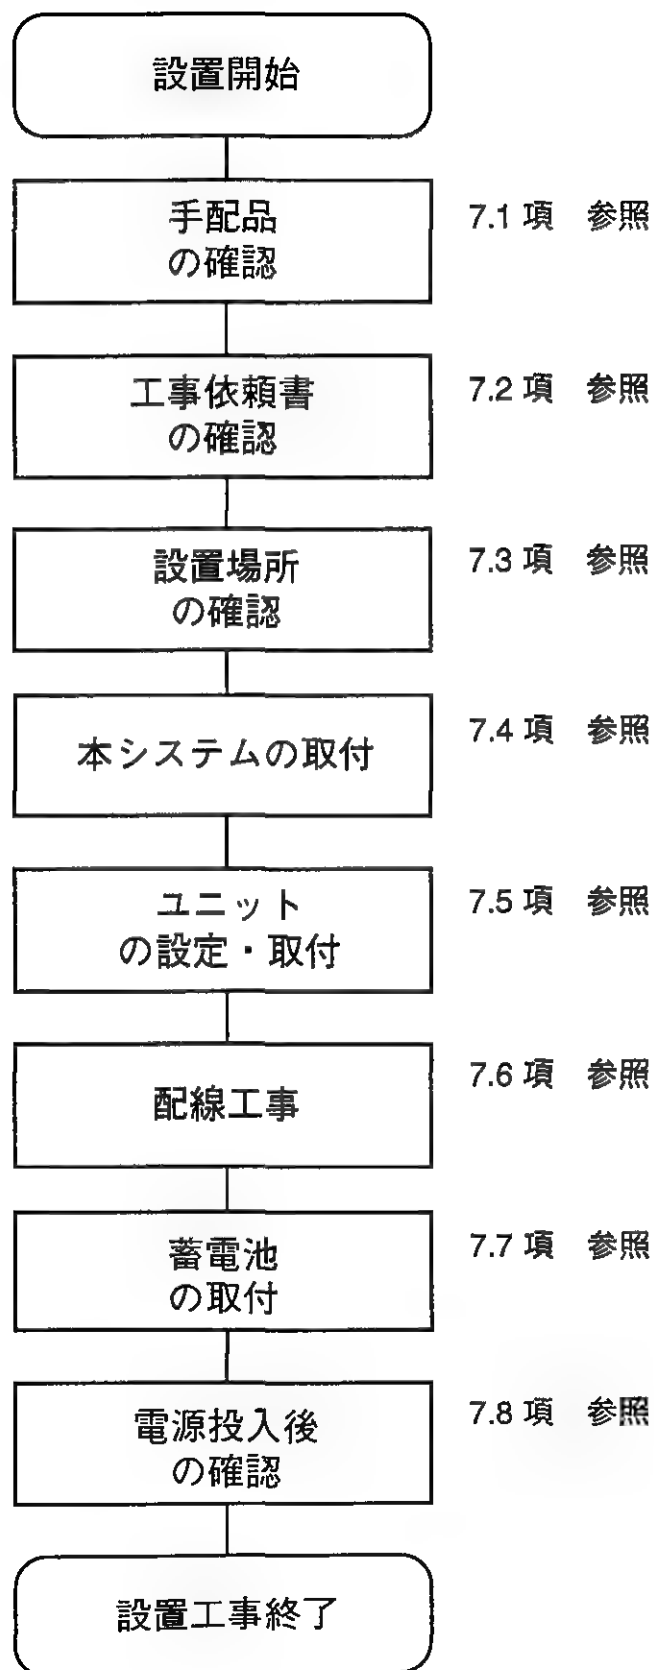 設置開始
手配品
の確認
7.1 項　参照
工事依頼書
の確認
7.2 項　参照
設置場所
の確認
7.3 項　参照
本システムの取付
7.4 項　参照
ユニット
の設定・取付
7.5 項　参照
配線工事
7.6 項　参照
蓄電池
の取付
7.7 項　参照
電源投入後
の確認
7.8 項　参照
設置工事終了